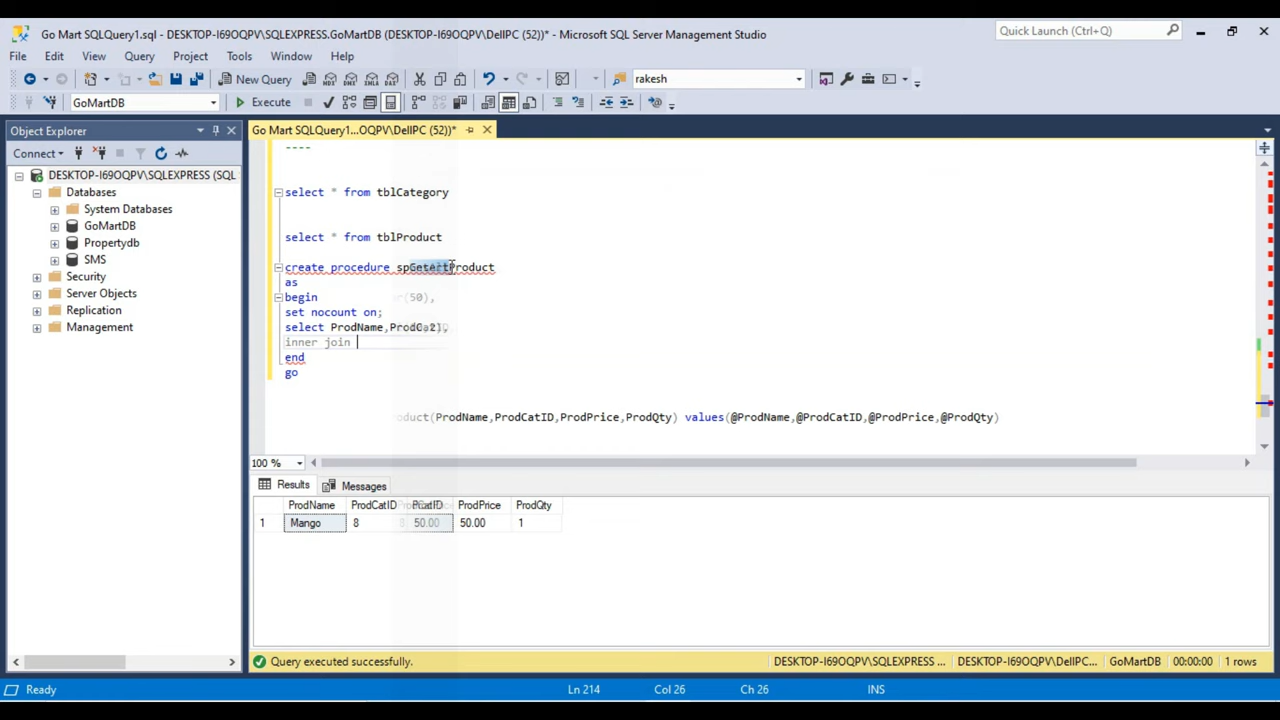 Go Mart SQLQuery1.sql - DESKTOP-I69OQPV\SQLEXPRESS.GoMartDB (DESKTOP-I69OQPV\DellPC (52))* - Microsoft SQL Server Management Studio
Quick Launch (Ctrl+Q)
File Edit View Query Project Tools Window Help
New Query
rakesh
GoMartDB
Execute
Object Explorer
Go Mart SQLQuery1...OQPV\DellPC (52))*
Connect
----
DESKTOP-I69OQPV\SQLEXPRESS (SQL
Databases
System Databases
GoMartDB
Propertydb
SMS
Security
Server Objects
Replication
Management
select * from tblCategory
select * from tblProduct
create procedure
as
begin
(50),
set nocount on;
select ProdName,
inner join
end
go
(ProdName,ProdCatID,ProdPrice,ProdQty) values(@ProdName,@ProdCatID,@ProdPrice,@ProdQty)
100 %
Results
Messages
ProdName ProdCatID ProdPrice ProdQty
1 Mango 8 50.00 50.00 1
Query executed successfully.
DESKTOP-I69OQPV\SQLEXPRESS ...
DESKTOP-I69OQPV\DellPC...
GoMartDB
00:00:00
1 rows
Ready
Ln 214
Col 26
Ch 26
INS